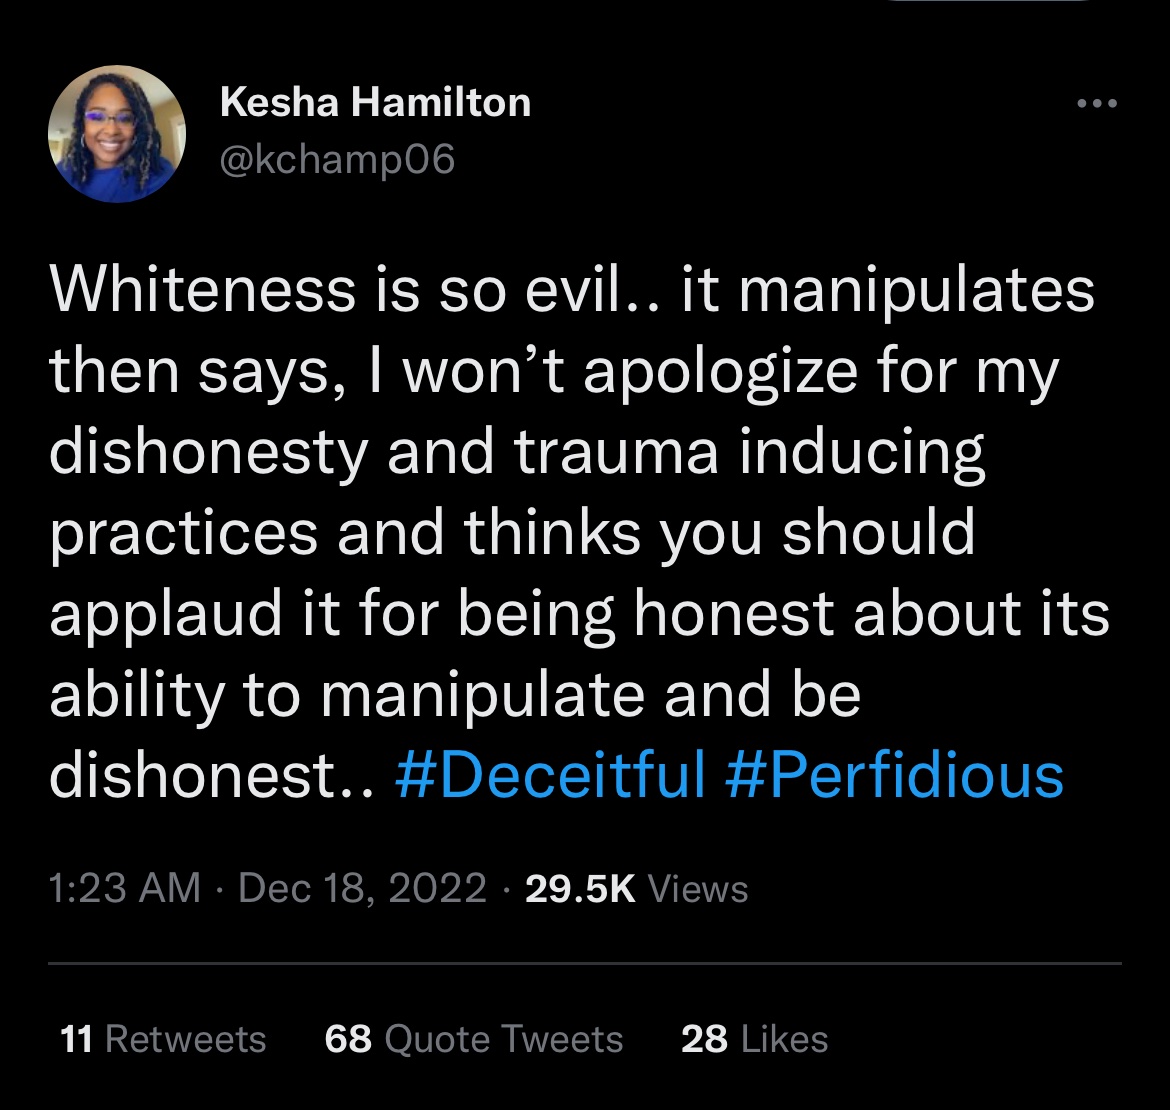 Kesha Hamilton
@kchamp06
Whiteness is so evil.. it manipulates
then says, I won’t apologize for my
dishonesty and trauma inducing
practices and thinks you should
applaud it for being honest about its
ability to manipulate and be
dishonest.. #Deceitful #Perfidious
1:23 AM · Dec 18, 2022 · 29.5K Views
11 Retweets 68 Quote Tweets 28 Likes